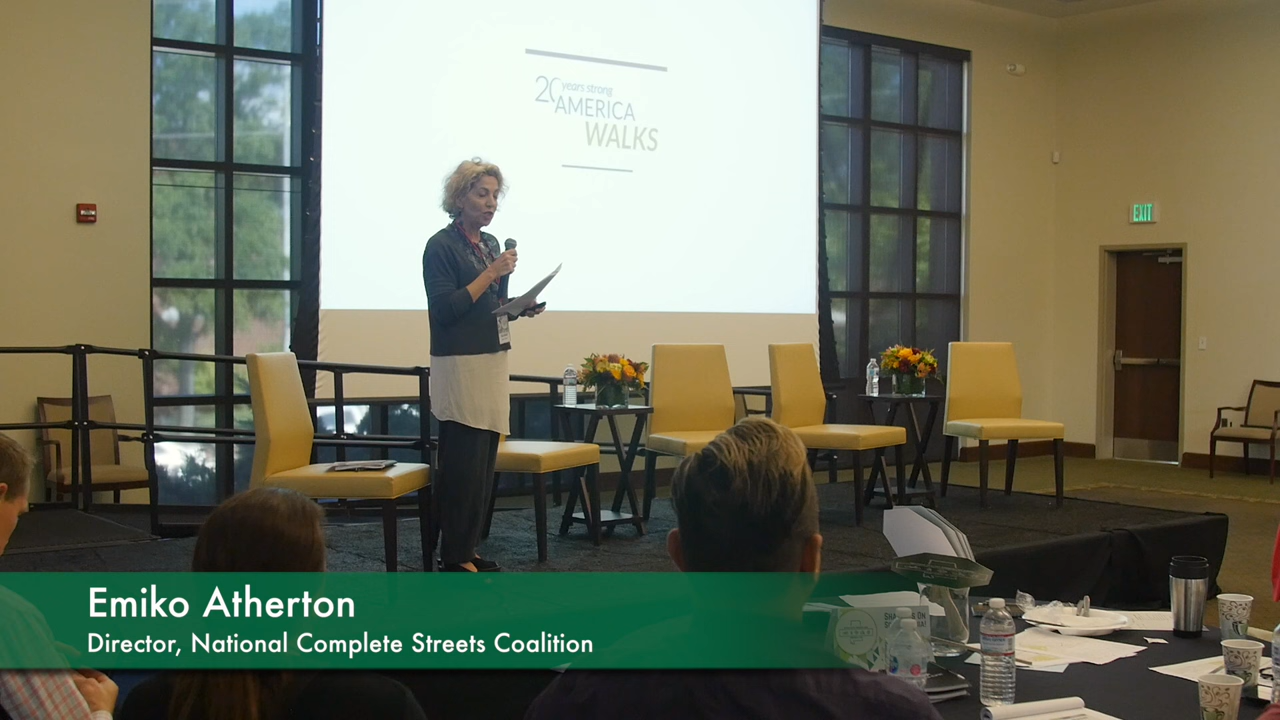 20 years strong
AMERICA
WALKS
EXIT
Emiko Atherton
Director, National Complete Streets Coalition